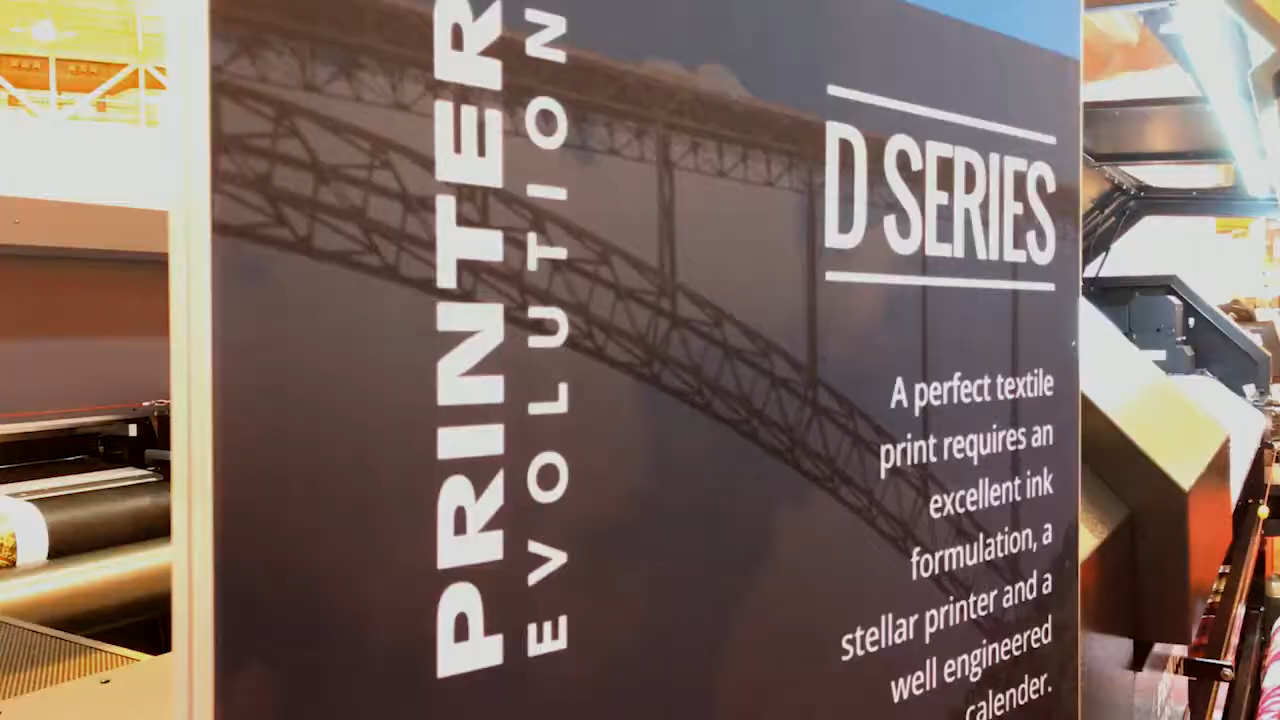 PRINTER
EVOLUTION
D SERIES
A perfect textile
print requires an
excellent ink
formulation, a
stellar printer and a
well engineered
calender.